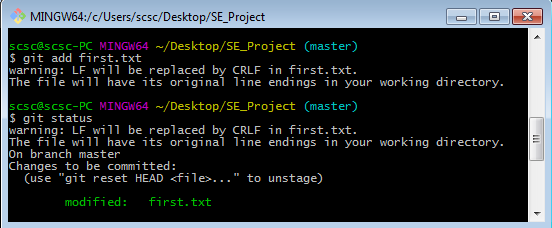 MINGW64:/c/Users/scsc/Desktop/SE_Project
scsc@scsc-PC MINGW64 ~/Desktop/SE_Project (master)
$ git add first.txt
warning: LF will be replaced by CRLF in first.txt.
The file will have its original line endings in your working directory.
scsc@scsc-PC MINGW64 ~/Desktop/SE_Project (master)
$ git status
warning: LF will be replaced by CRLF in first.txt.
The file will have its original line endings in your working directory.
On branch master
Changes to be committed:
  (use "git reset HEAD <file>..." to unstage)
        modified:   first.txt